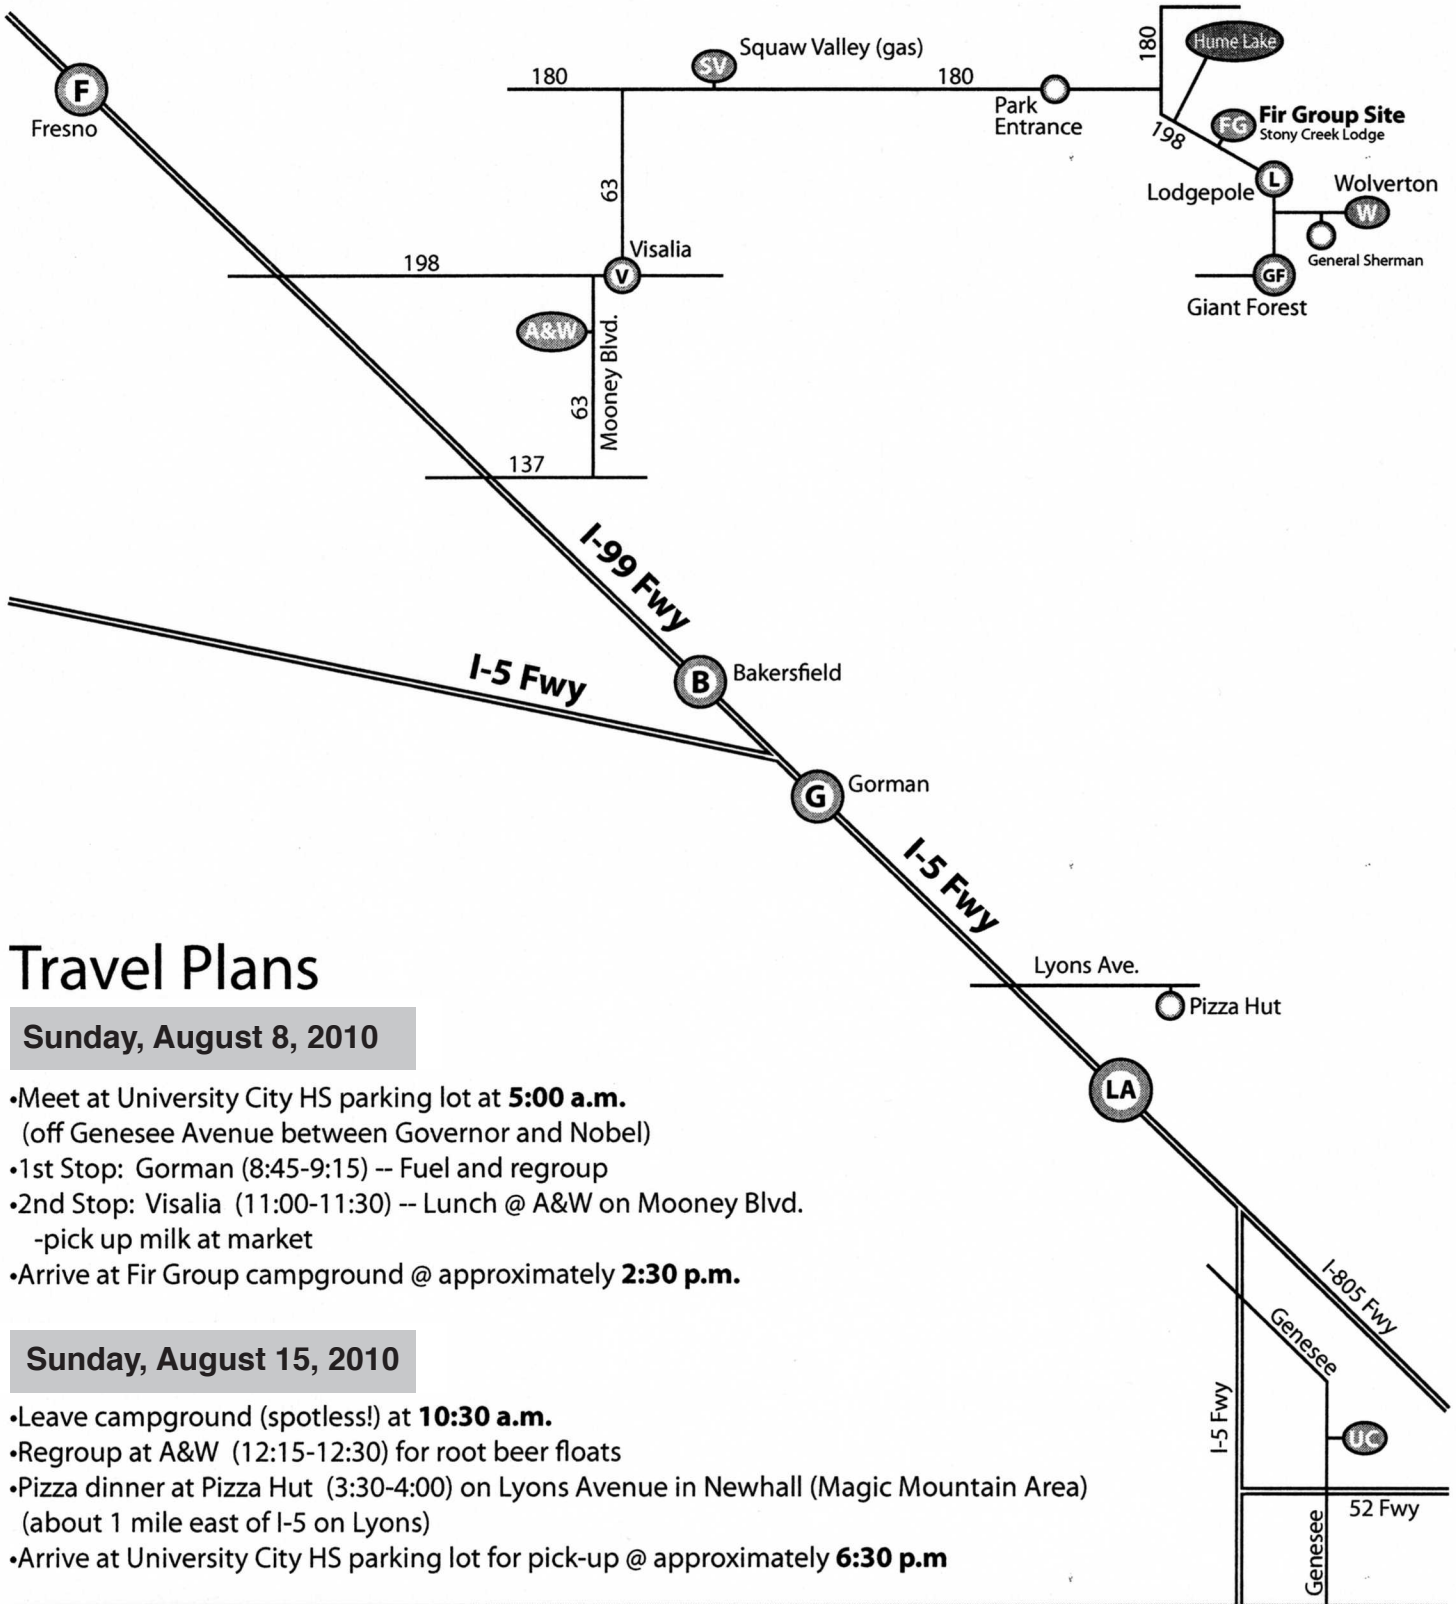 180
Hume Lake
Squaw Valley (gas)
SV
180
180
F
Fresno
Park
Entrance
198
FG
Fir Group Site
Stony Creek Lodge
63
Lodgepole
L
Wolverton
W
General Sherman
GF
Giant Forest
198
Visalia
V
A&W
Mooney Blvd.
63
137
I-99 Fwy
I-5 Fwy
B
Bakersfield
G
Gorman
I-5 Fwy
Lyons Ave.
Pizza Hut
LA
Travel Plans
Sunday, August 8, 2010
•Meet at University City HS parking lot at 5:00 a.m.
(off Genesee Avenue between Governor and Nobel)
•1st Stop: Gorman (8:45-9:15) -- Fuel and regroup
•2nd Stop: Visalia (11:00-11:30) -- Lunch @ A&W on Mooney Blvd.
-pick up milk at market
•Arrive at Fir Group campground @ approximately 2:30 p.m.
Sunday, August 15, 2010
•Leave campground (spotless!) at 10:30 a.m.
•Regroup at A&W (12:15-12:30) for root beer floats
•Pizza dinner at Pizza Hut (3:30-4:00) on Lyons Avenue in Newhall (Magic Mountain Area)
(about 1 mile east of I-5 on Lyons)
•Arrive at University City HS parking lot for pick-up @ approximately 6:30 p.m
I-805 Fwy
Genesee
I-5 Fwy
UC
52 Fwy
Genesee